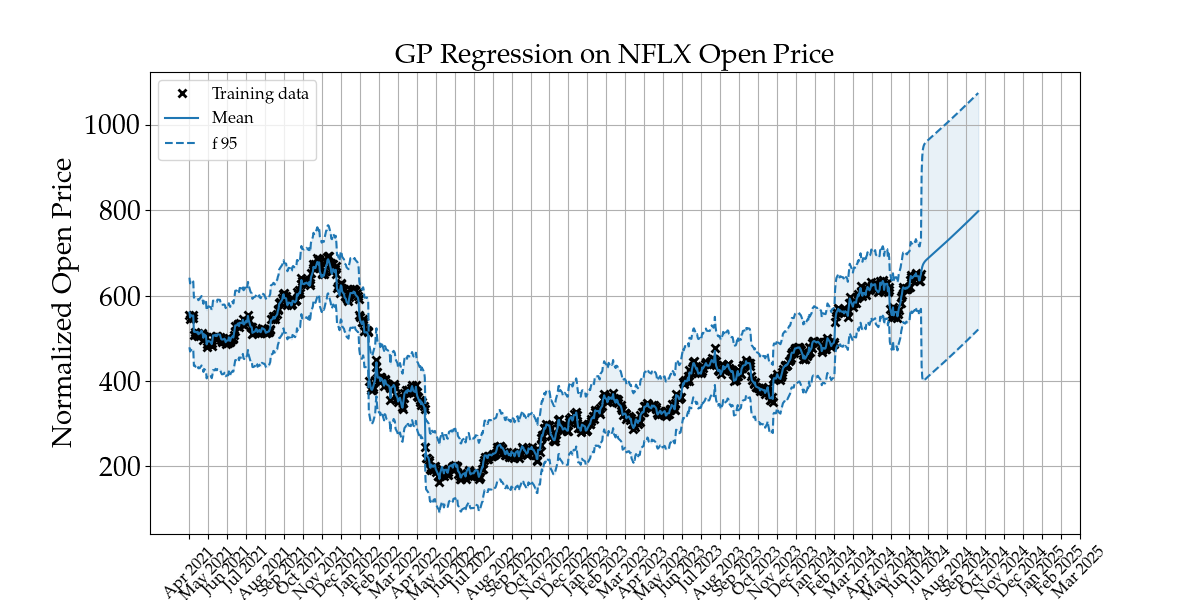 GP Regression on NFLX Open Price
Training data
Mean
f 95
Normalized Open Price
1000
800
600
400
200
Apr 2021
May 2021
Jun 2021
Jul 2021
Aug 2021
Sep 2021
Oct 2021
Nov 2021
Dec 2021
Jan 2022
Feb 2022
Mar 2022
Apr 2022
May 2022
Jun 2022
Jul 2022
Aug 2022
Sep 2022
Oct 2022
Nov 2022
Dec 2022
Jan 2023
Feb 2023
Mar 2023
Apr 2023
May 2023
Jun 2023
Jul 2023
Aug 2023
Sep 2023
Oct 2023
Nov 2023
Dec 2023
Jan 2024
Feb 2024
Mar 2024
Apr 2024
May 2024
Jun 2024
Jul 2024
Aug 2024
Sep 2024
Oct 2024
Nov 2024
Dec 2024
Jan 2025
Feb 2025
Mar 2025